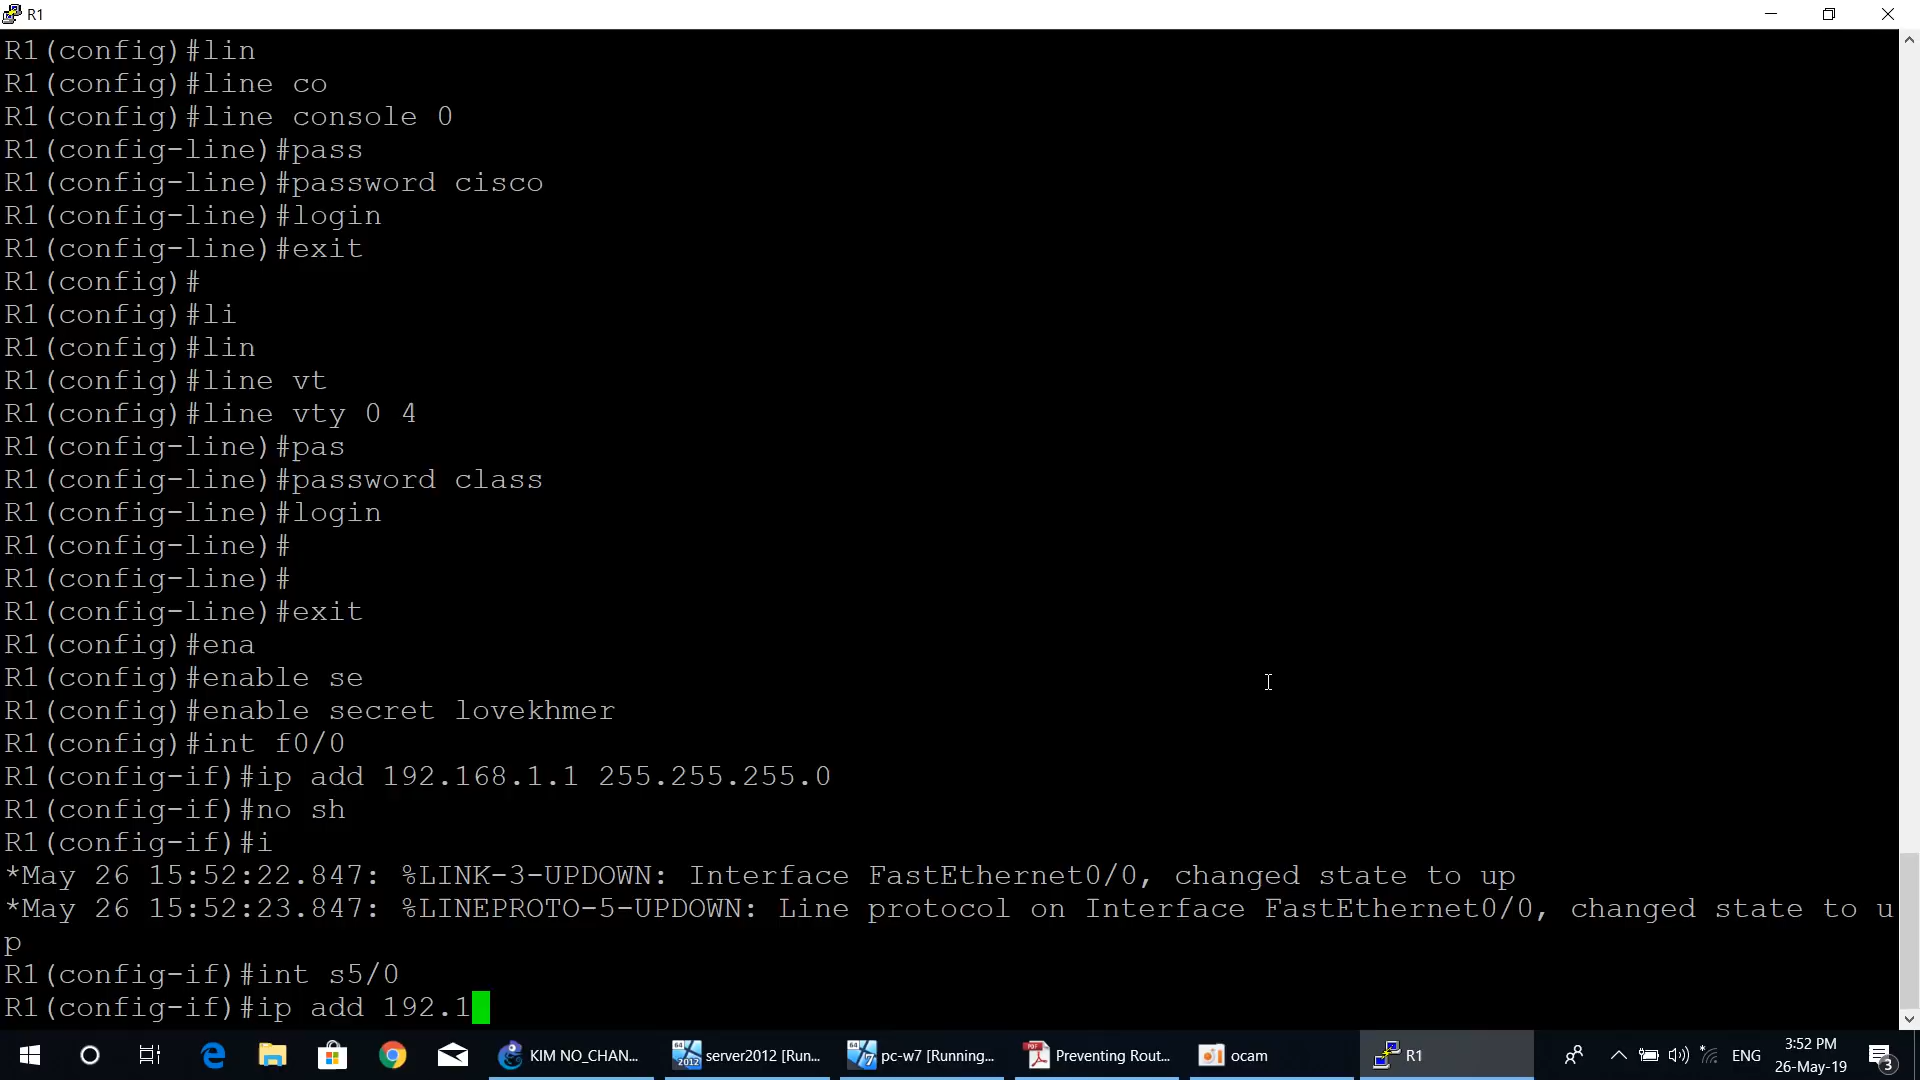 R1
R1(config)#lin
R1(config)#line co
R1(config)#line console 0
R1(config-line)#pass
R1(config-line)#password cisco
R1(config-line)#login
R1(config-line)#exit
R1(config)#
R1(config)#li
R1(config)#lin
R1(config)#line vt
R1(config)#line vty 0 4
R1(config-line)#pas
R1(config-line)#password class
R1(config-line)#login
R1(config-line)#
R1(config-line)#
R1(config-line)#exit
R1(config)#ena
R1(config)#enable se
R1(config)#enable secret lovekhmer
R1(config)#int f0/0
R1(config-if)#ip add 192.168.1.1 255.255.255.0
R1(config-if)#no sh
R1(config-if)#i
*May 26 15:52:22.847: %LINK-3-UPDOWN: Interface FastEthernet0/0, changed state to up
*May 26 15:52:23.847: %LINEPROTO-5-UPDOWN: Line protocol on Interface FastEthernet0/0, changed state to u
p
R1(config-if)#int s5/0
R1(config-if)#ip add 192.1
KIM NO_CHAN... 64 2012 server2012 [Run... 64 7 pc-w7 [Running... PDF Preventing Rout... ocam R1 ENG 3:52 PM
26-May-19 3